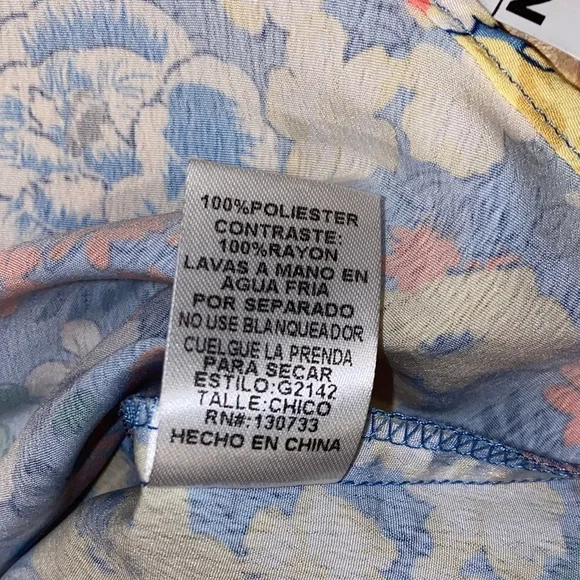 100%POLIESTER
CONTRASTE:
100%RAYON
LAVAS A MANO EN
AGUA FRIA
POR SEPARADO
NO USE BLANQUEADOR
CUELGUE LA PRENDA
PARA SECAR
ESTILO:G2142
TALLE:CHICO
RN#:130733
HECHO EN CHINA